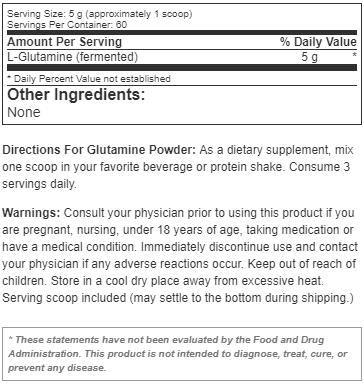 Serving Size: 5 g (approximately 1 scoop)
Servings Per Container: 60
Amount Per Serving % Daily Value
L-Glutamine (fermented) 5 g *
* Daily Percent Value not established
Other Ingredients:
None
Directions For Glutamine Powder: As a dietary supplement, mix
one scoop in your favorite beverage or protein shake. Consume 3
servings daily.
Warnings: Consult your physician prior to using this product if you
are pregnant, nursing, under 18 years of age, taking medication or
have a medical condition. Immediately discontinue use and contact
your physician if any adverse reactions occur. Keep out of reach of
children. Store in a cool dry place away from excessive heat.
Serving scoop included (may settle to the bottom during shipping.)
* These statements have not been evaluated by the Food and Drug
Administration. This product is not intended to diagnose, treat, cure, or
prevent any disease.